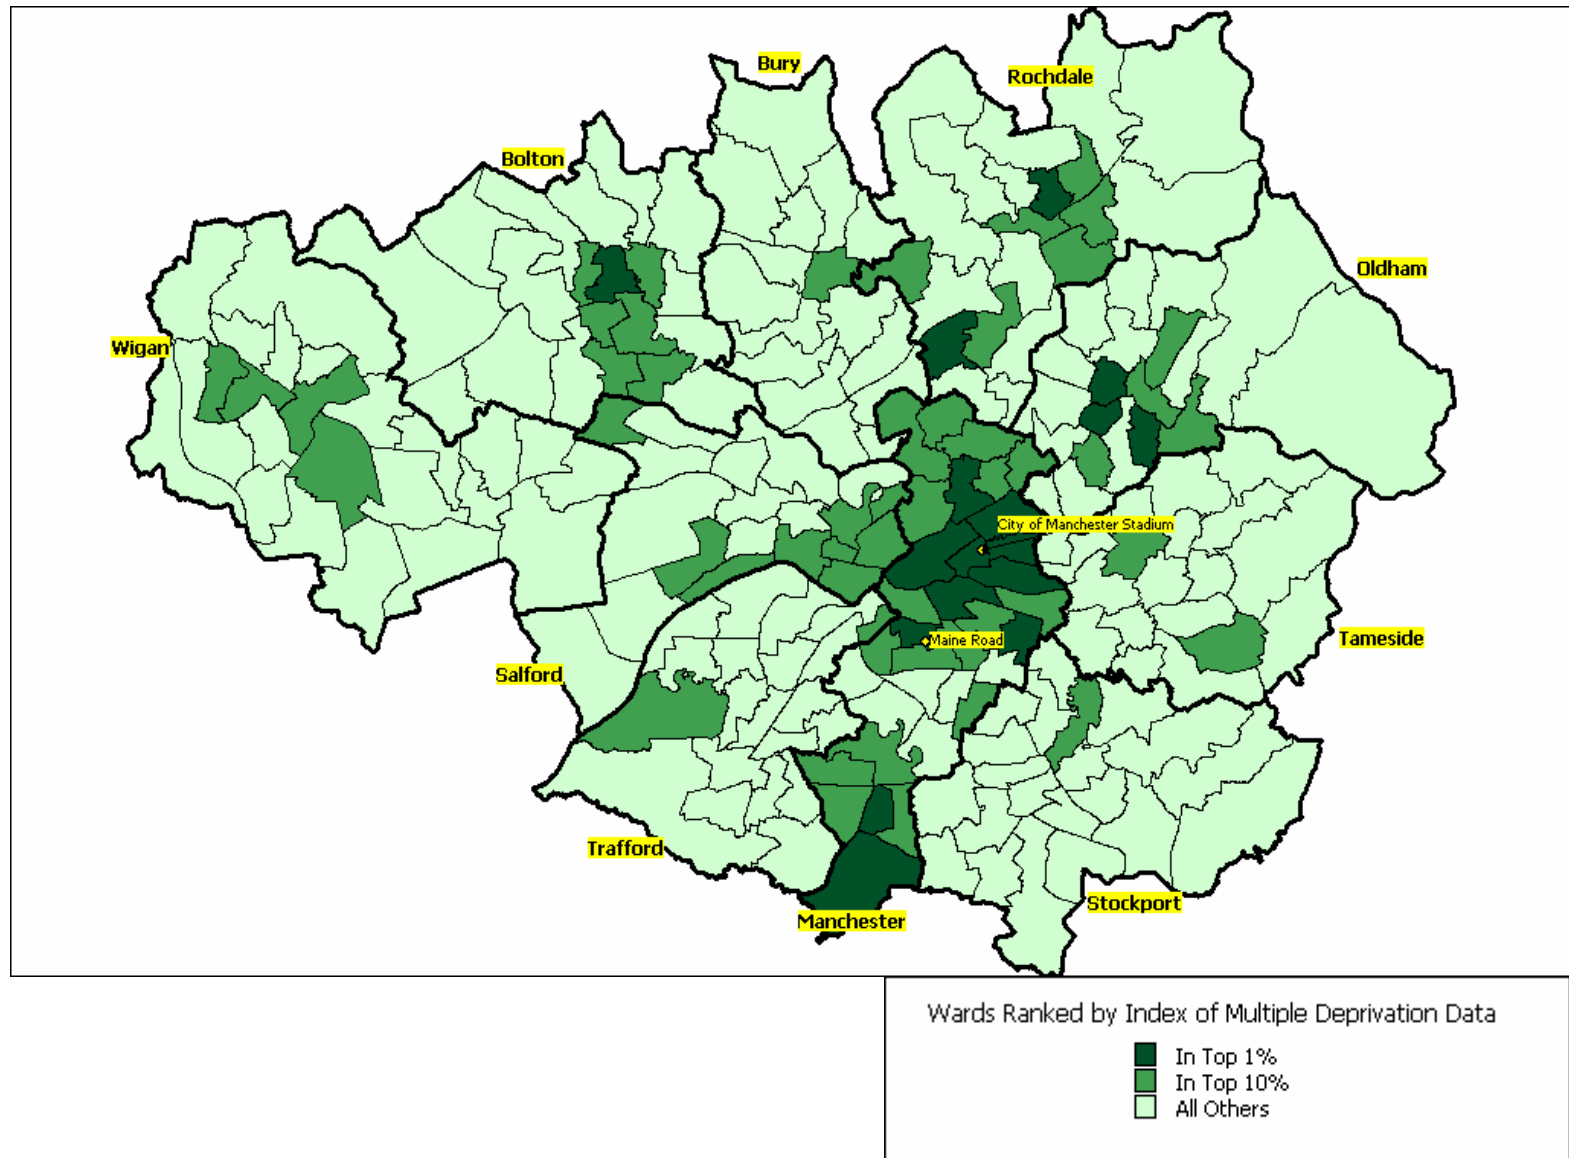 Bury
Rochdale
Bolton
Oldham
Wigan
City of Manchester Stadium
Maine Road
Tameside
Salford
Trafford
Stockport
Manchester
Wards Ranked by Index of Multiple Deprivation Data
In Top 1%
In Top 10%
All Others